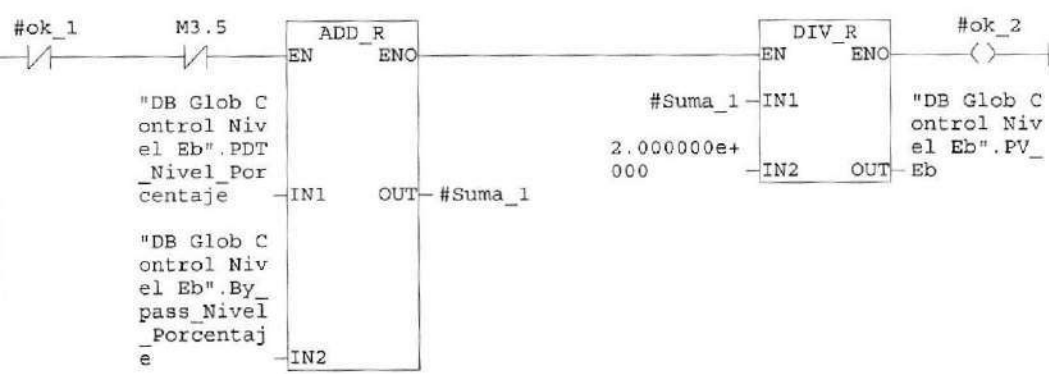 #ok_1 M3.5 #ok_2
ADD_R DIV_R
EN ENO EN ENO
"DB Glob C
ontrol Niv
el Eb".PDT
_Nivel_Por
centaje
IN1 OUT #Suma_1
"DB Glob C
ontrol Niv
el Eb".By_
pass_Nivel
_Porcentaj
e
IN2
#Suma_1 IN1
2.000000e+
000
IN2 OUT
"DB Glob C
ontrol Niv
el Eb".PV_
Eb